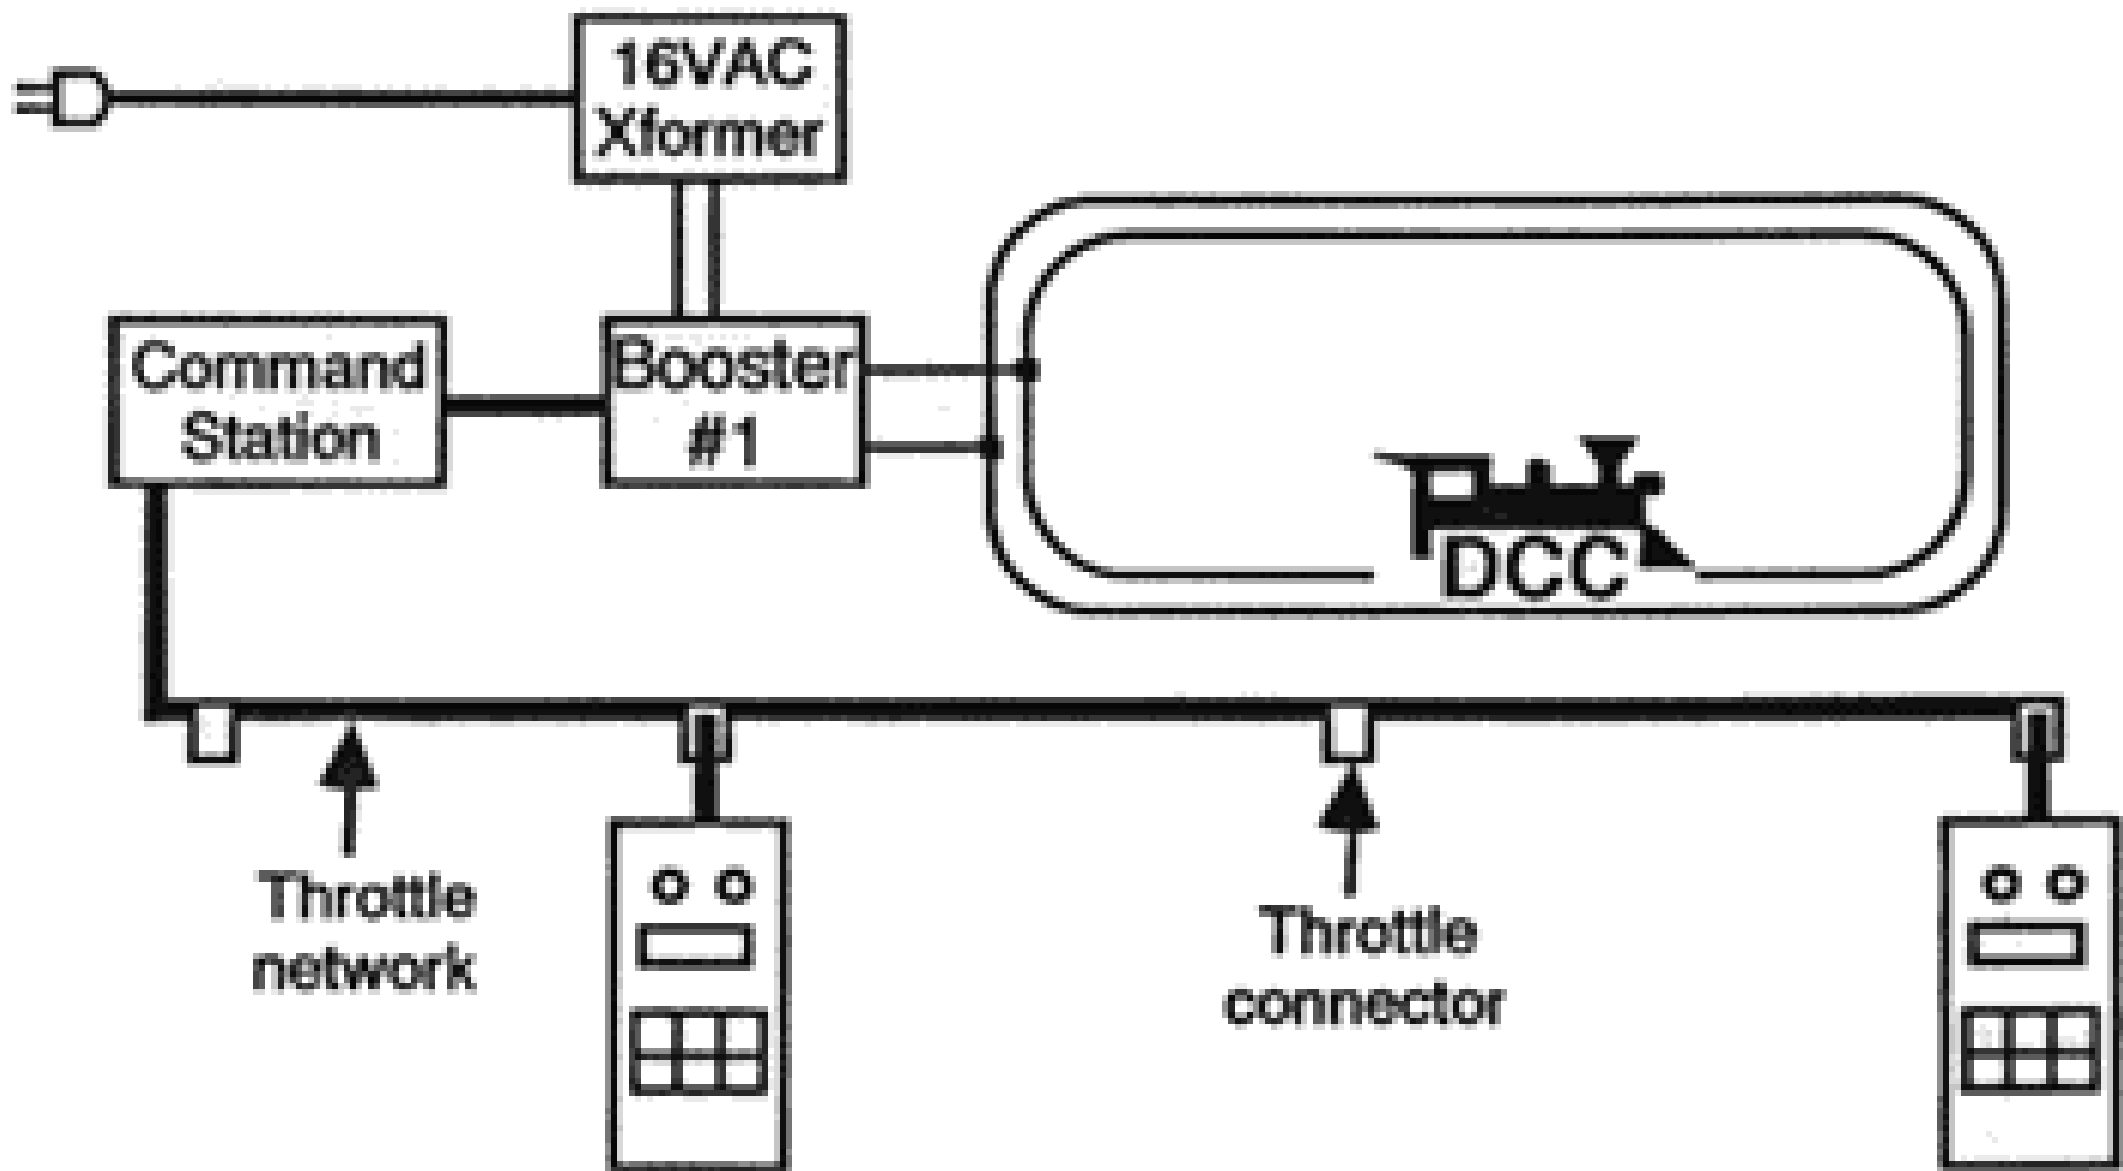 16VAC
Xformer
Command
Station
Booster
#1
DCC
Throttle
network
Throttle
connector